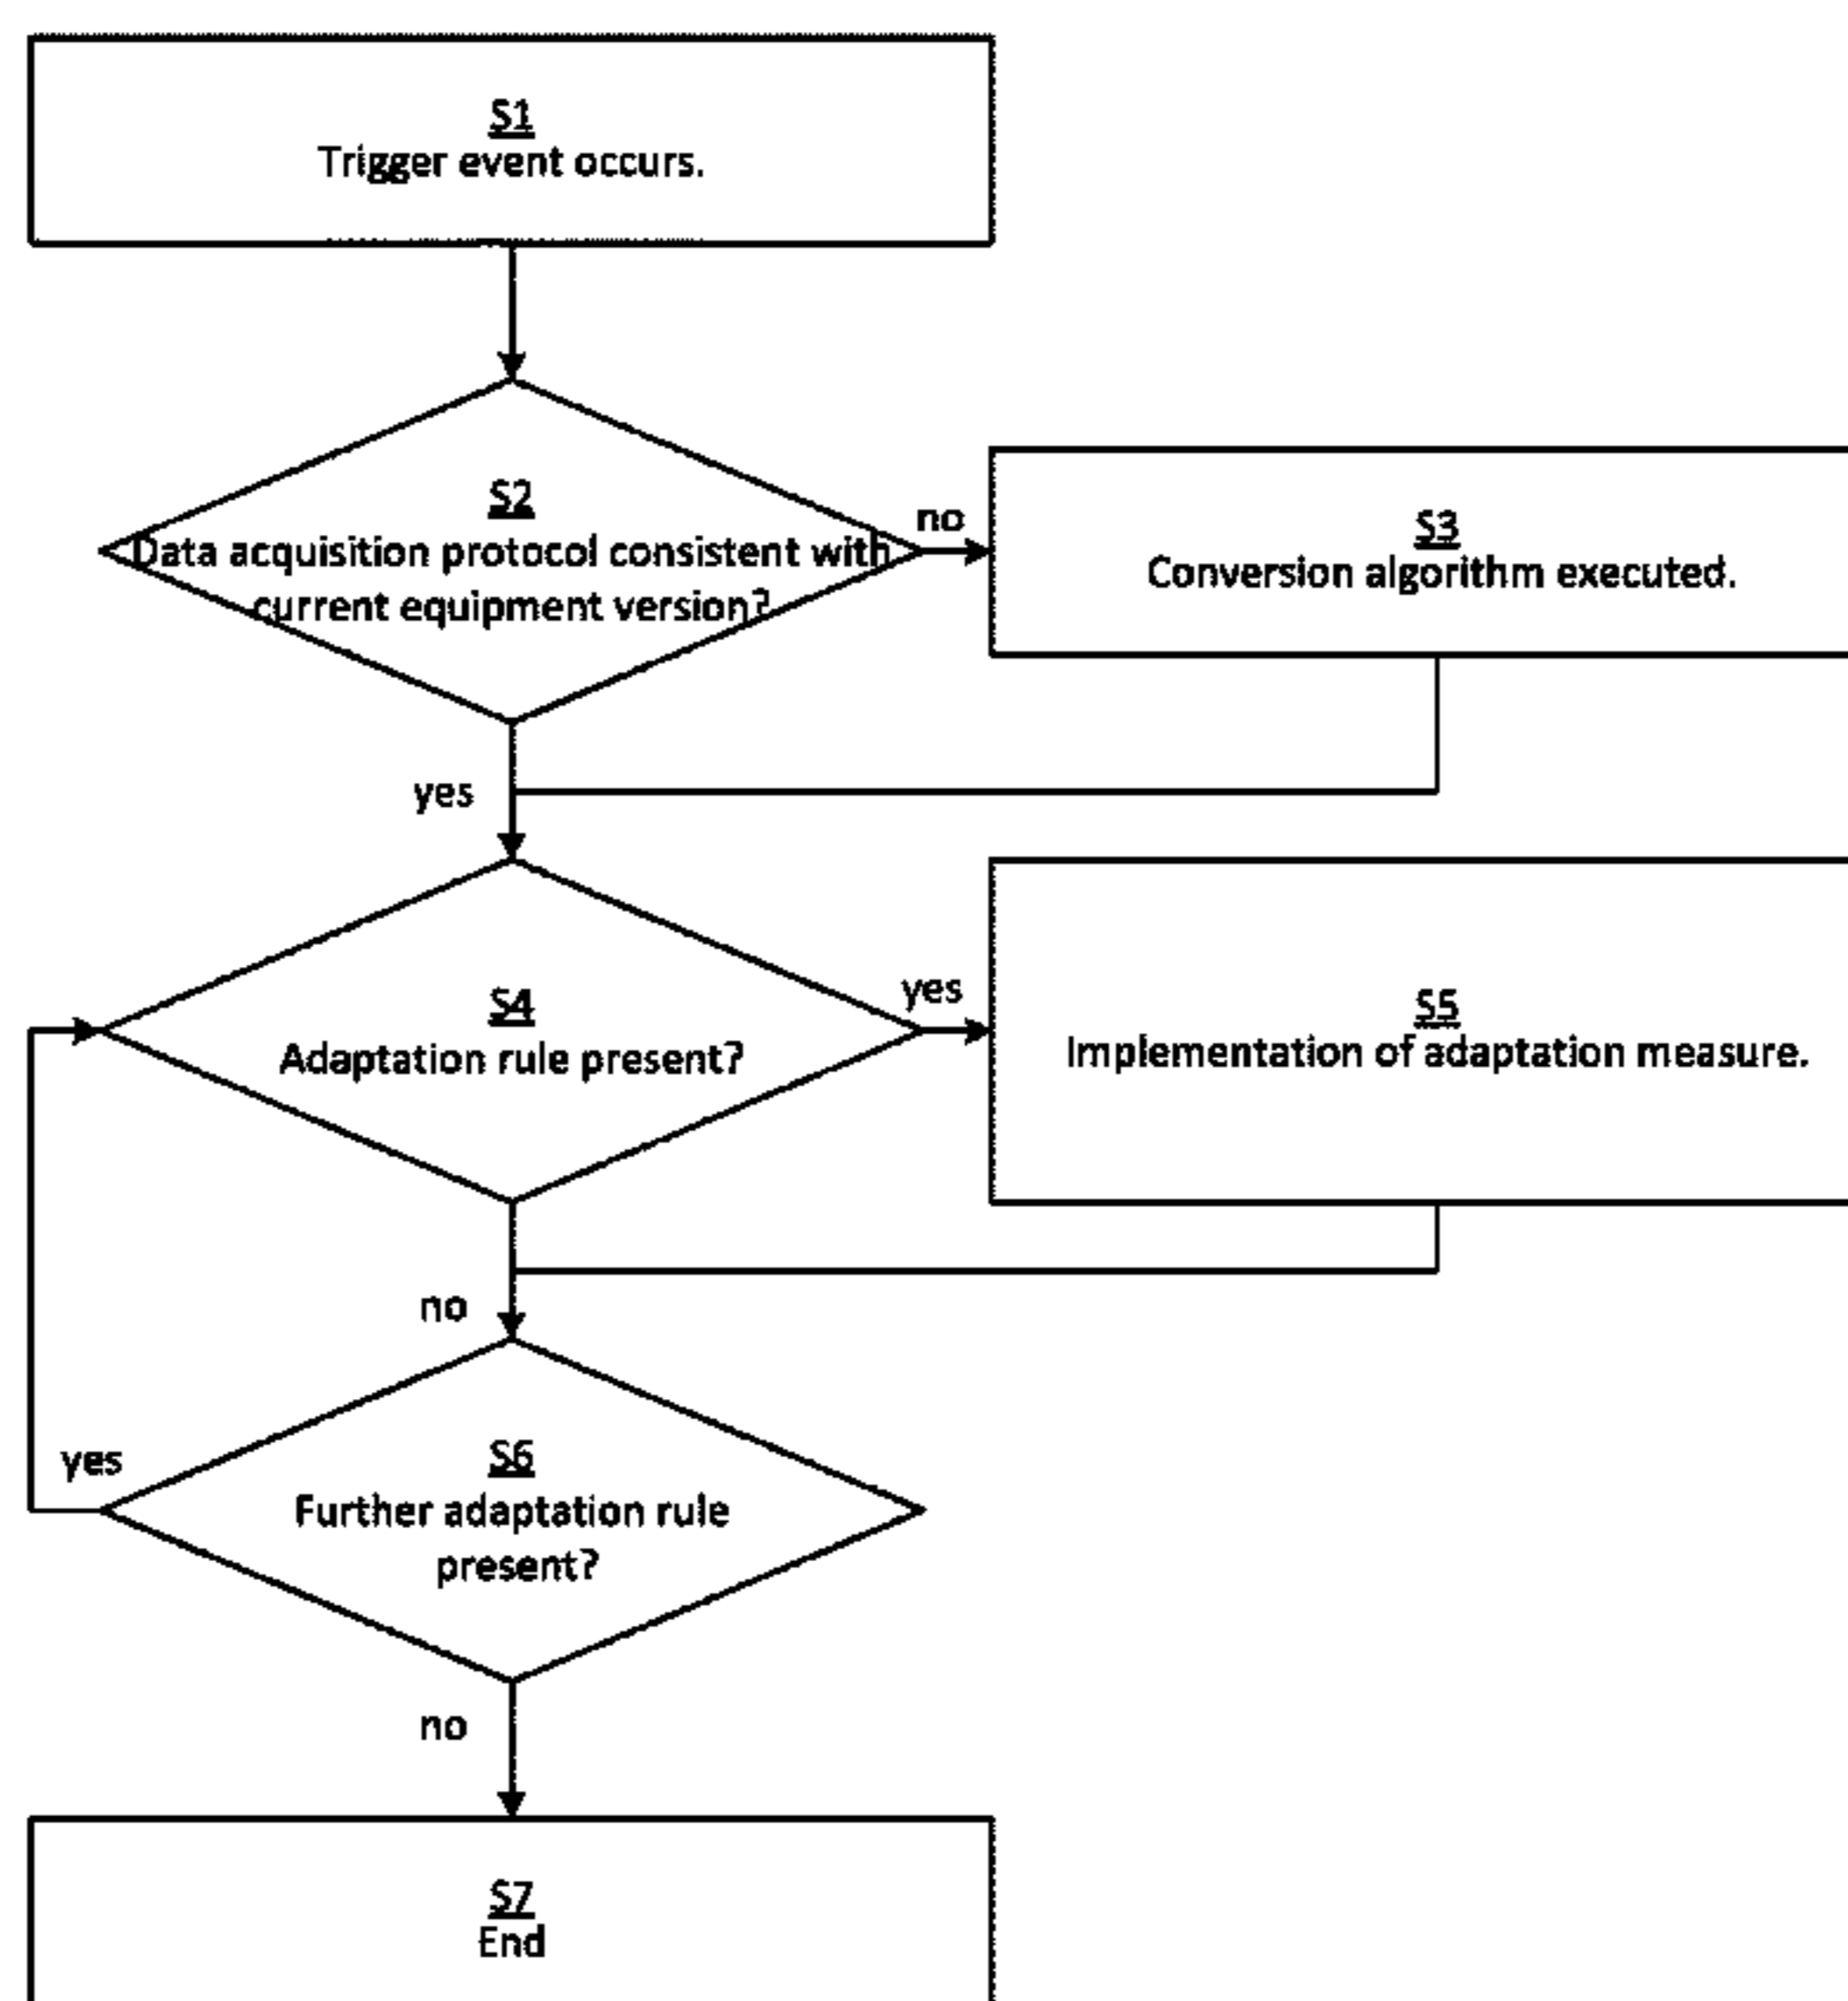 S1
Trigger event occurs.
S2
Data acquisition protocol consistent with
current equipment version?
no
S3
Conversion algorithm executed.
yes
S4
Adaptation rule present?
yes
S5
Implementation of adaptation measure.
no
S6
Further adaptation rule
present?
yes
no
S7
End